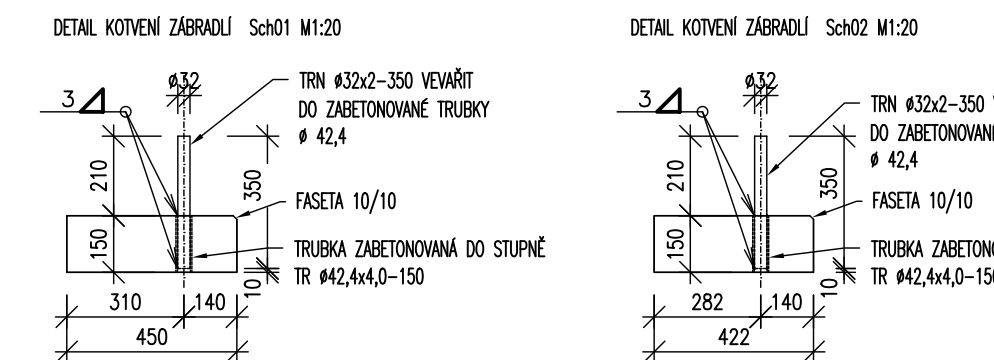 DETAIL KOTVENÍ ZÁBRADLÍ Sch01 M1:20
ø32
3
TRN ø32x2-350 VEVAŘIT
DO ZABETONOVANÉ TRUBKY
ø 42,4
210
350
FASETA 10/10
150
TRUBKA ZABETONOVANÁ DO STUPNĚ
TR ø42,4x4,0-150
10
310
140
450
DETAIL KOTVENÍ ZÁBRADLÍ Sch02 M1:20
ø32
3
TRN ø32x2-350
DO ZABETONOVAN
ø 42,4
210
350
FASETA 10/10
150
TRUBKA ZABETON
TR ø42,4x4,0-15
10
282
140
422